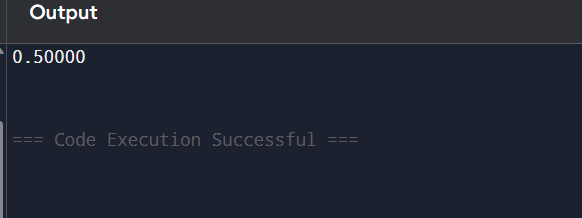 Output
0.50000
=== Code Execution Successful ===